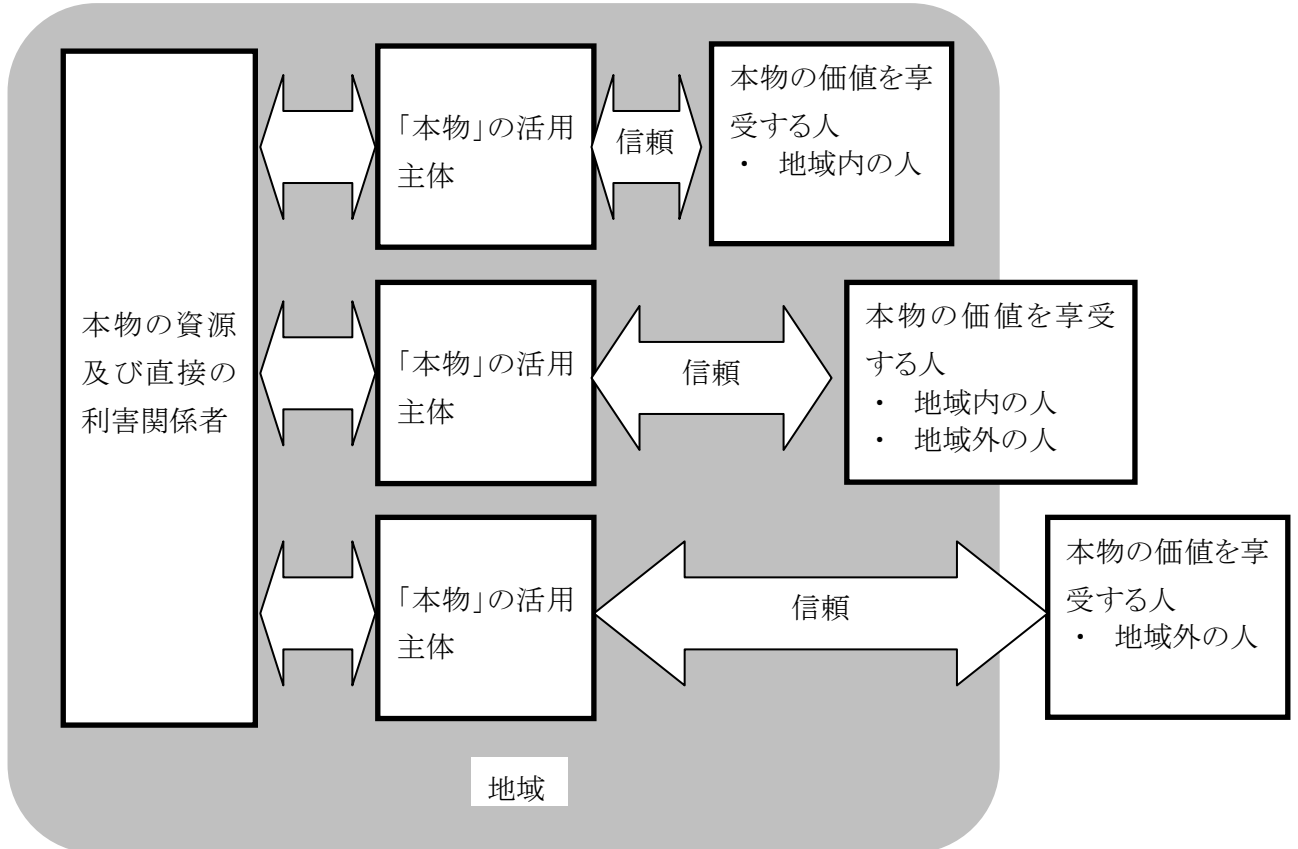 本物の資源
及び直接の
利害関係者
「本物」の活用
主体
信頼
本物の価値を享
受する人
・ 地域内の人
「本物」の活用
主体
信頼
本物の価値を享受
する人
・ 地域内の人
・ 地域外の人
「本物」の活用
主体
信頼
本物の価値を享
受する人
・ 地域外の人
地域